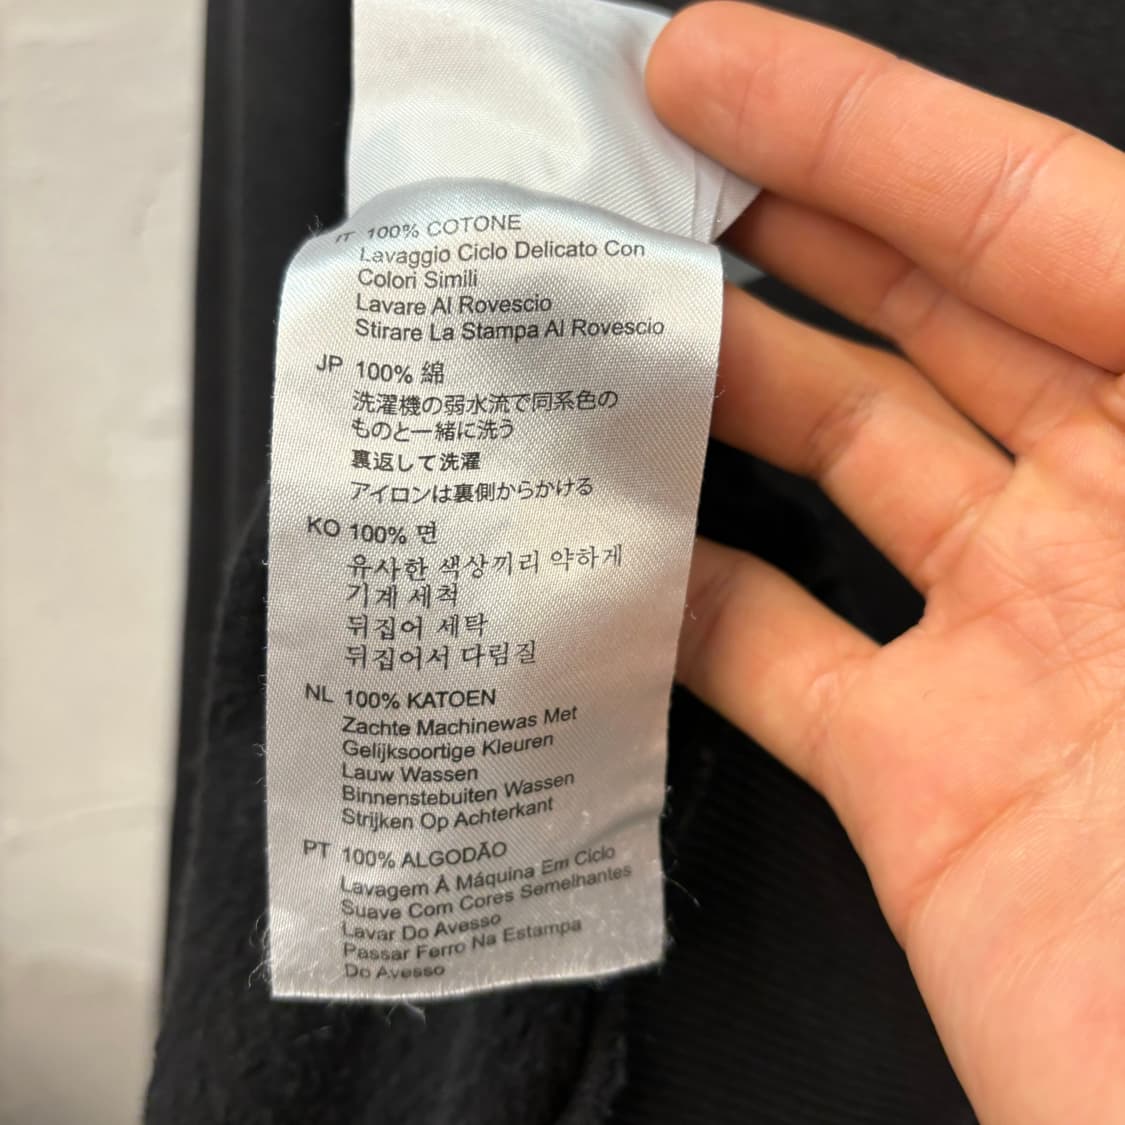 IT 100% COTONE
Lavaggio Ciclo Delicato Con
Colori Simili
Lavare Al Rovescio
Stirare La Stampa Al Rovescio
JP 100% 綿
洗濯機の弱水流で同系色の
ものと一緒に洗う
裏返して洗濯
アイロンは裏側からかける
KO 100% 면
유사한 색상끼리 약하게
기계 세척
뒤집어 세탁
뒤집어서 다림질
NL 100% KATOEN
Zachte Machinewas Met
Gelijksoortige Kleuren
Lauw Wassen
Binnenstebuiten Wassen
Strijken Op Achterkant
PT 100% ALGODÃO
Lavagem À Máquina Em Ciclo
Suave Com Cores Semelhantes
Lavar Do Avesso
Passar Ferro Na Estampa
Do Avesso